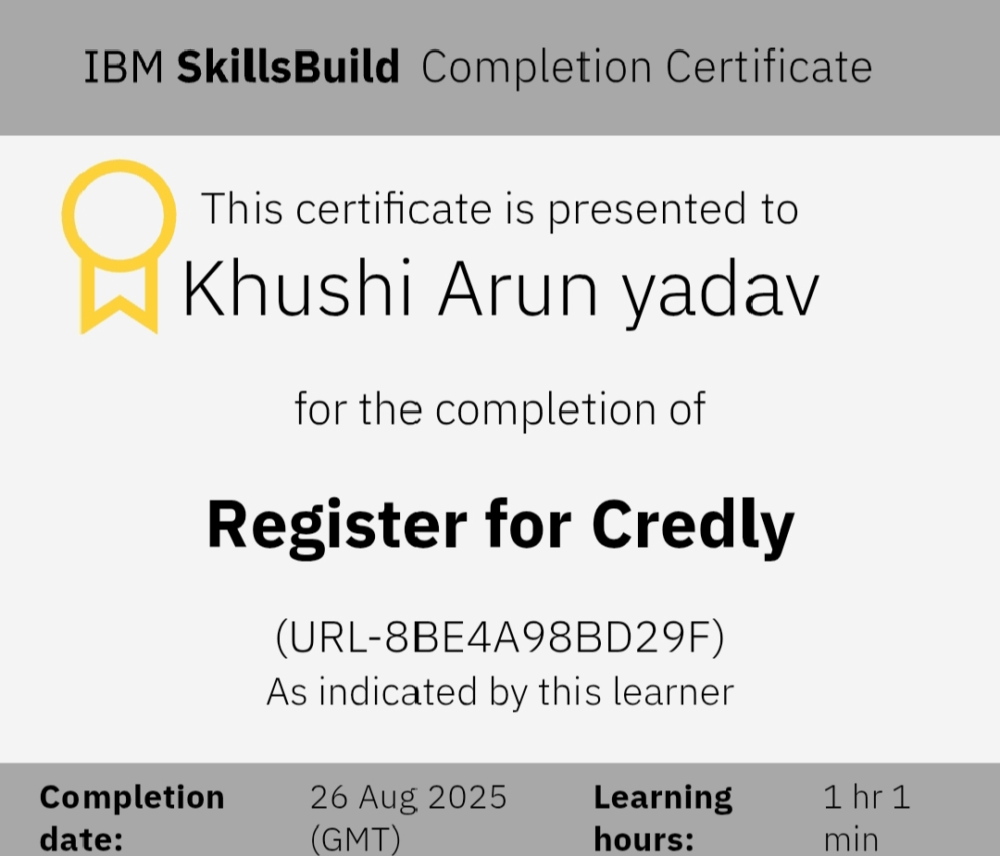 IBM SkillsBuild Completion Certificate
This certificate is presented to
Khushi Arun yadav
for the completion of
Register for Credly
(URL-8BE4A98BD29F)
As indicated by this learner
Completion date: 26 Aug 2025 (GMT) Learning hours: 1 hr 1 min